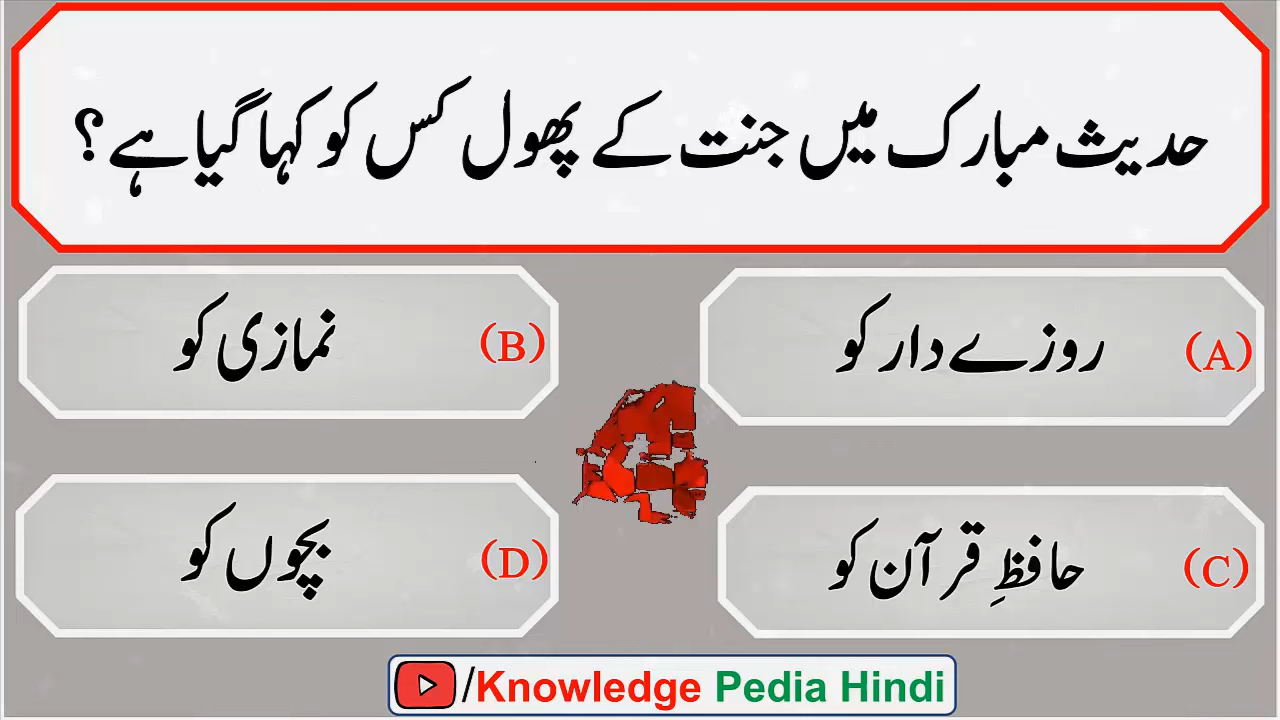 حدیث مبارک میں جنت کے پھول کس کو کہا گیا ہے؟
(A) روزے دار کو
(B) نمازی کو
(C) حافظِ قرآن کو
(D) بچوں کو
/Knowledge Pedia Hindi